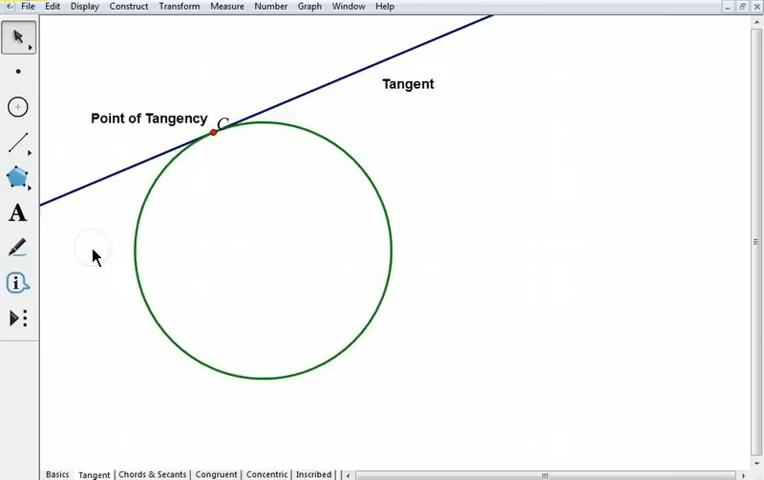 File Edit Display Construct Transform Measure Number Graph Window Help
Tangent
Point of Tangency C
A
i
Basics Tangent Chords & Secants Congruent Concentric Inscribed